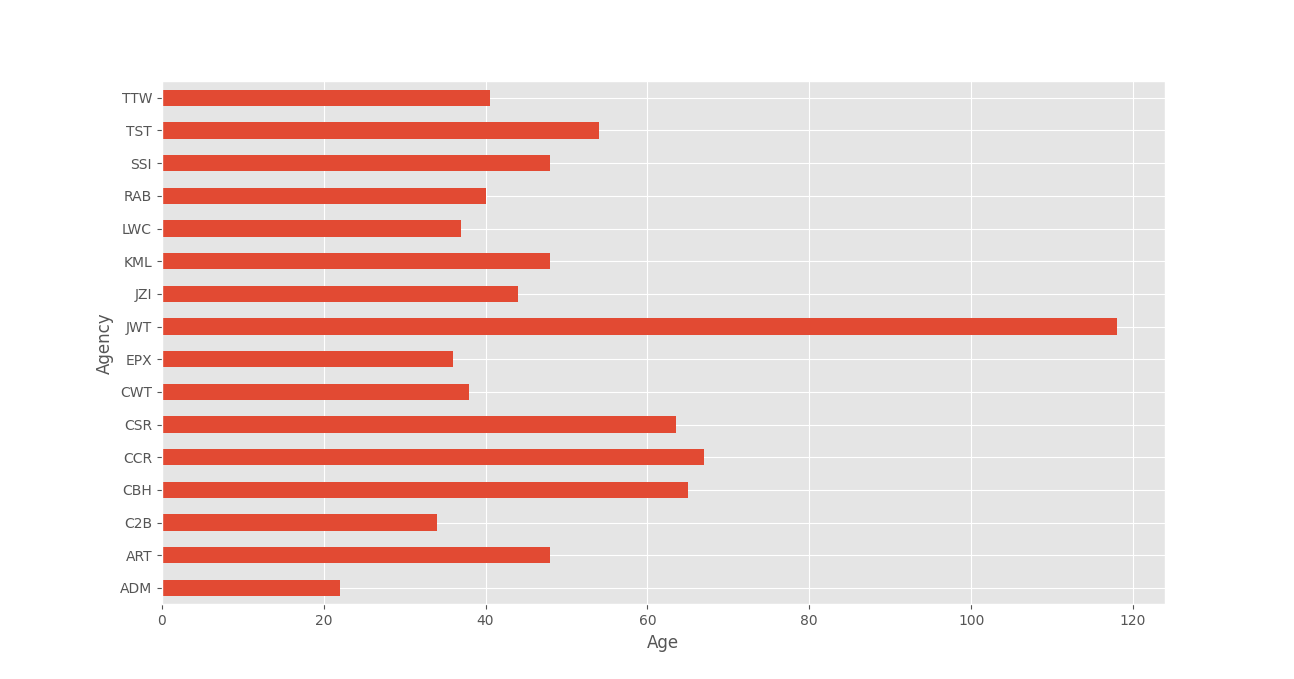 TTW
TST
SSI
RAB
LWC
KML
JZI
JWT
EPX
CWT
CSR
CCR
CBH
C2B
ART
ADM
Agency
0 20 40 60 80 100 120
Age